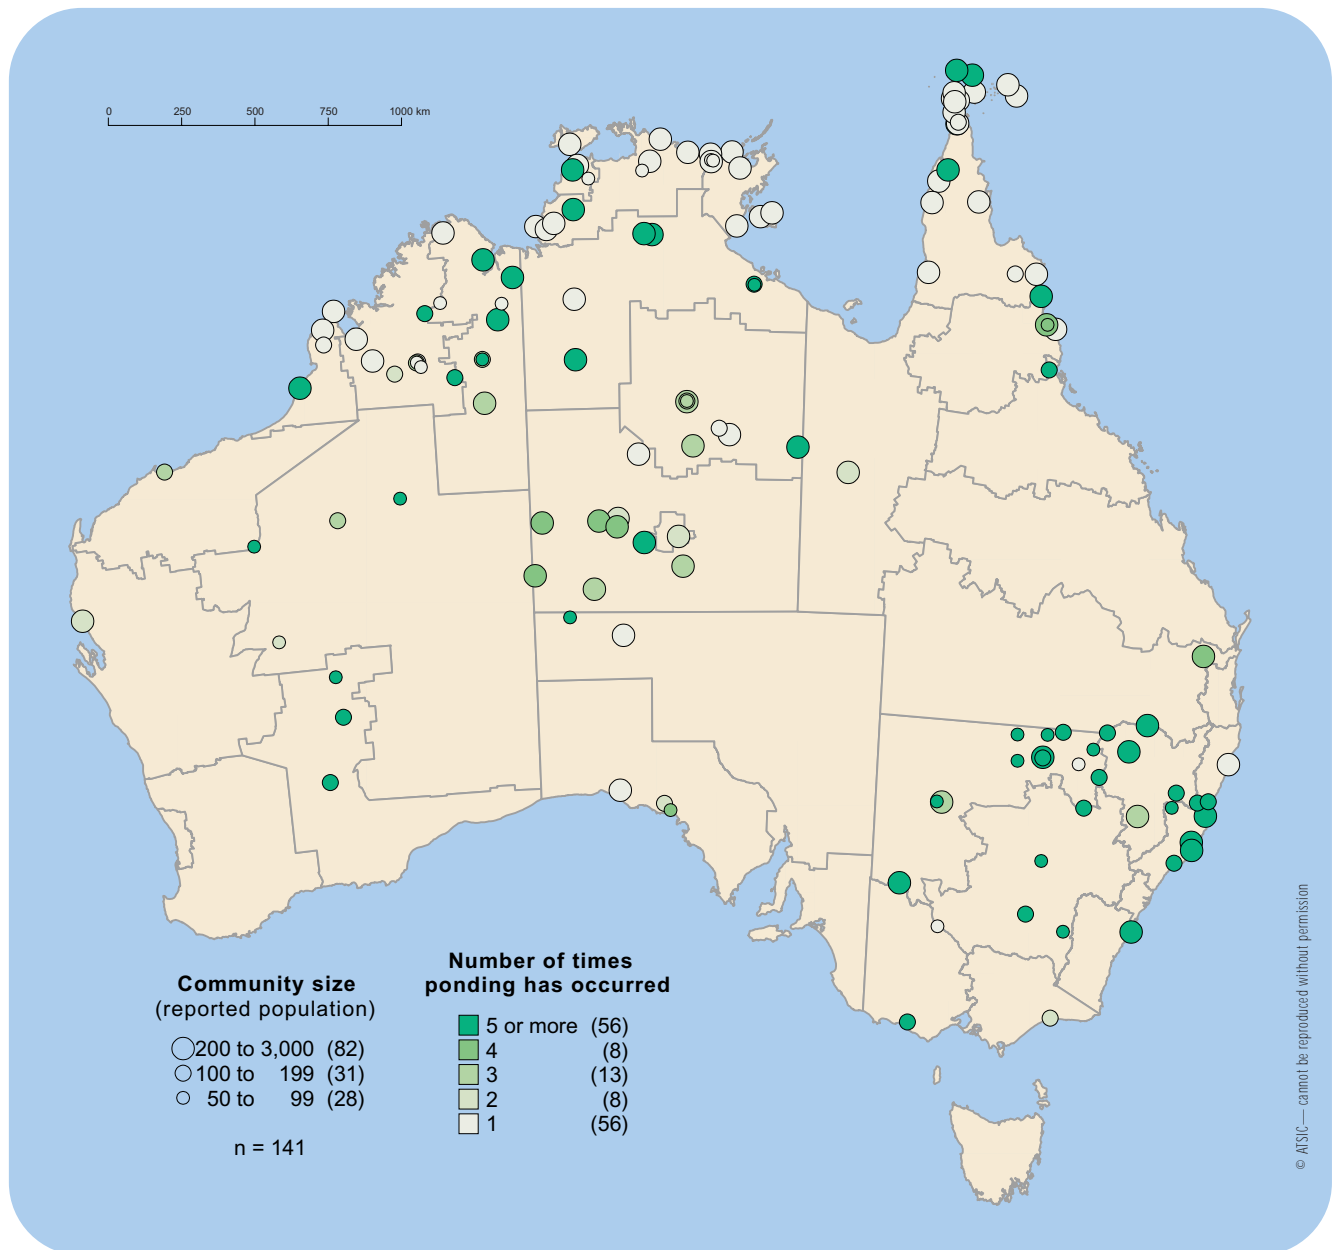 0 250 500 750 1000 km
Number of times
ponding has occurred
5 or more (56)
4 (8)
3 (13)
2 (8)
1 (56)
Community size
(reported population)
200 to 3,000 (82)
100 to 199 (31)
50 to 99 (28)
n = 141
© ATSIC— cannot be reproduced without permission